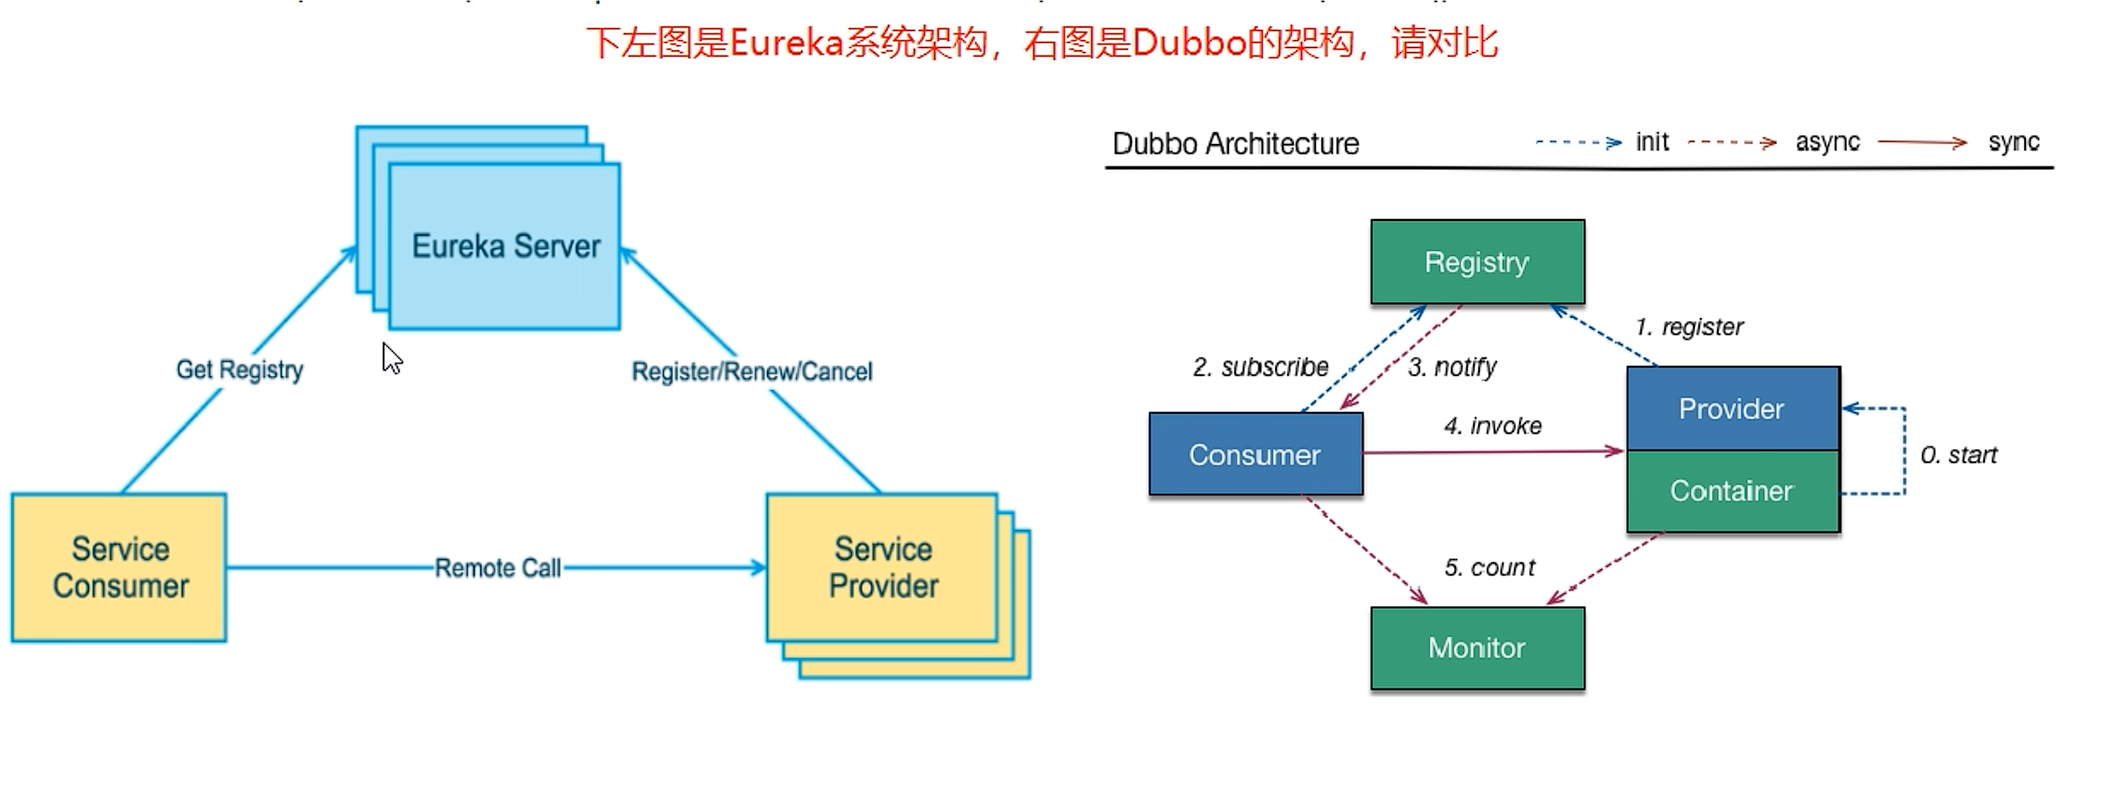 下左图是Eureka系统架构，右图是Dubbo的架构，请对比
Eureka Server
Get Registry
Register/Renew/Cancel
Service
Consumer
Remote Call
Service
Provider
Dubbo Architecture
init
async
sync
Registry
1. register
2. subscribe
3. notify
Provider
4. invoke
Consumer
0. start
Container
5. count
Monitor